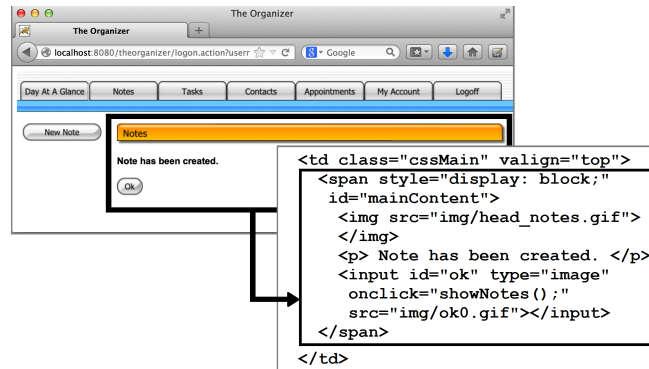 The Organizer
The Organizer
+
localhost:8080/theorganizer/logon.action?userr
Google
Day At A Glance
Notes
Tasks
Contacts
Appointments
My Account
Logoff
New Note
Notes
Note has been created.
Ok
<td class="cssMain" valign="top">
<span style="display: block;"
id="mainContent">
<img src="img/head_notes.gif">
</img>
<p> Note has been created. </p>
<input id="ok" type="image"
onclick="showNotes();"
src="img/ok0.gif"></input>
</span>
</td>